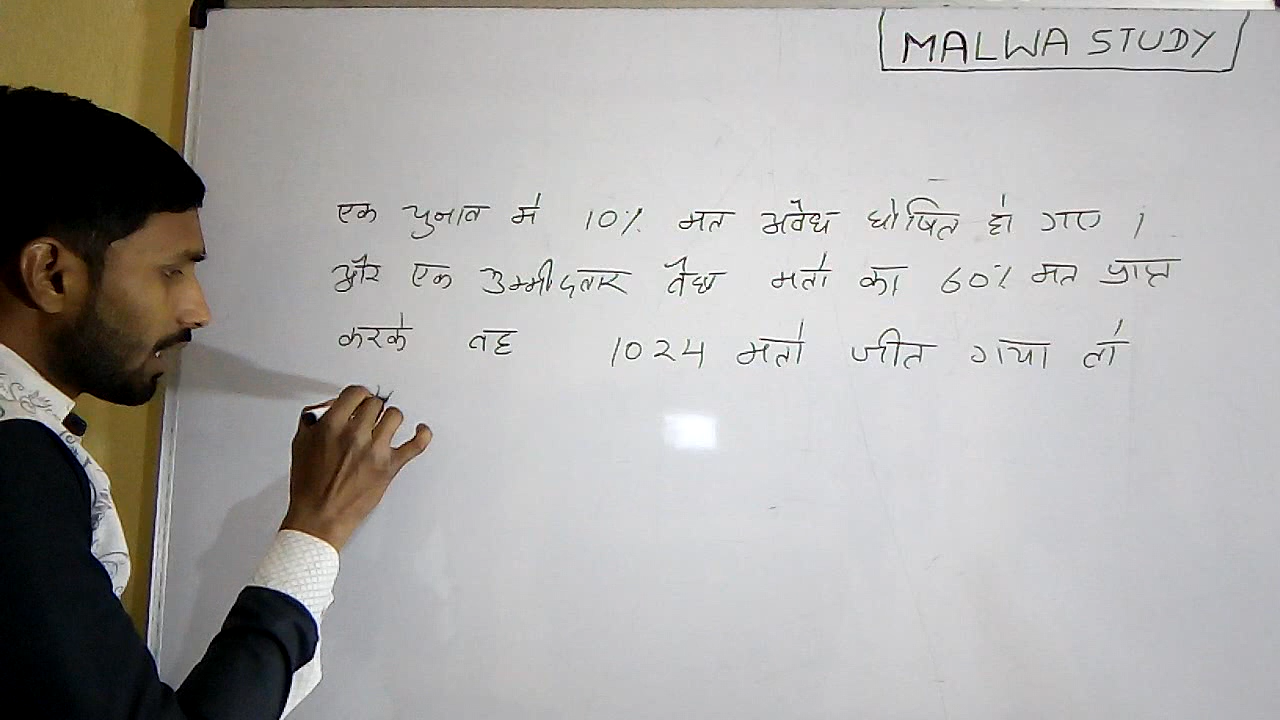 MALWA STUDY
एक चुनाव में 10% मत अवैध घोषित हो गए ।
और एक उम्मीदवार वैध मतों का 60% मत प्राप्त
करके वह 1024 मतों जीत गया तो